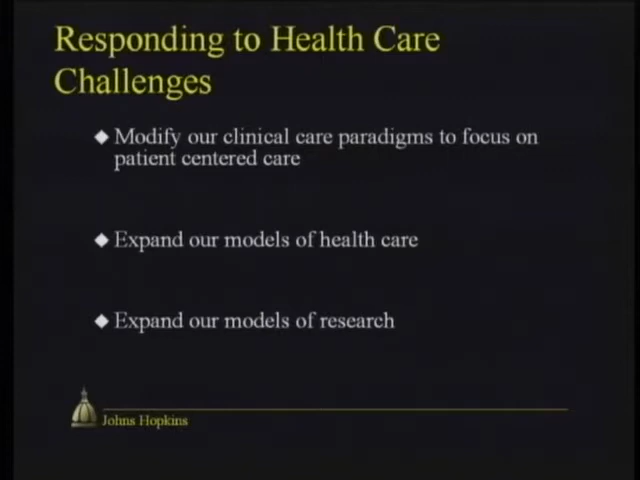 Responding to Health Care
Challenges
Modify our clinical care paradigms to focus on
patient centered care
Expand our models of health care
Expand our models of research
Johns Hopkins